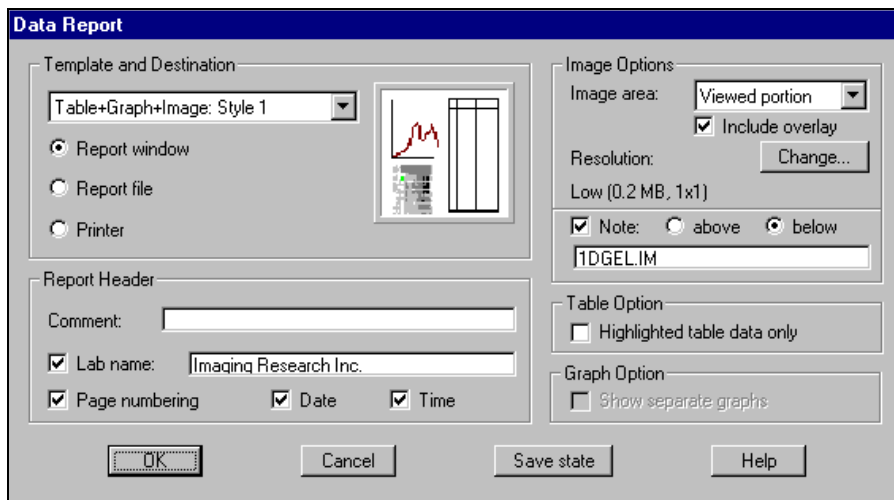 Data Report
Template and Destination
Table+Graph+Image: Style 1
Report window
Report file
Printer
Report Header
Comment:
Lab name: Imaging Research Inc.
Page numbering Date Time
Image Options
Image area: Viewed portion
Include overlay
Resolution: Change...
Low (0.2 MB, 1x1)
Note: above below
1DGEL.IM
Table Option
Highlighted table data only
Graph Option
Show separate graphs
OK Cancel Save state Help